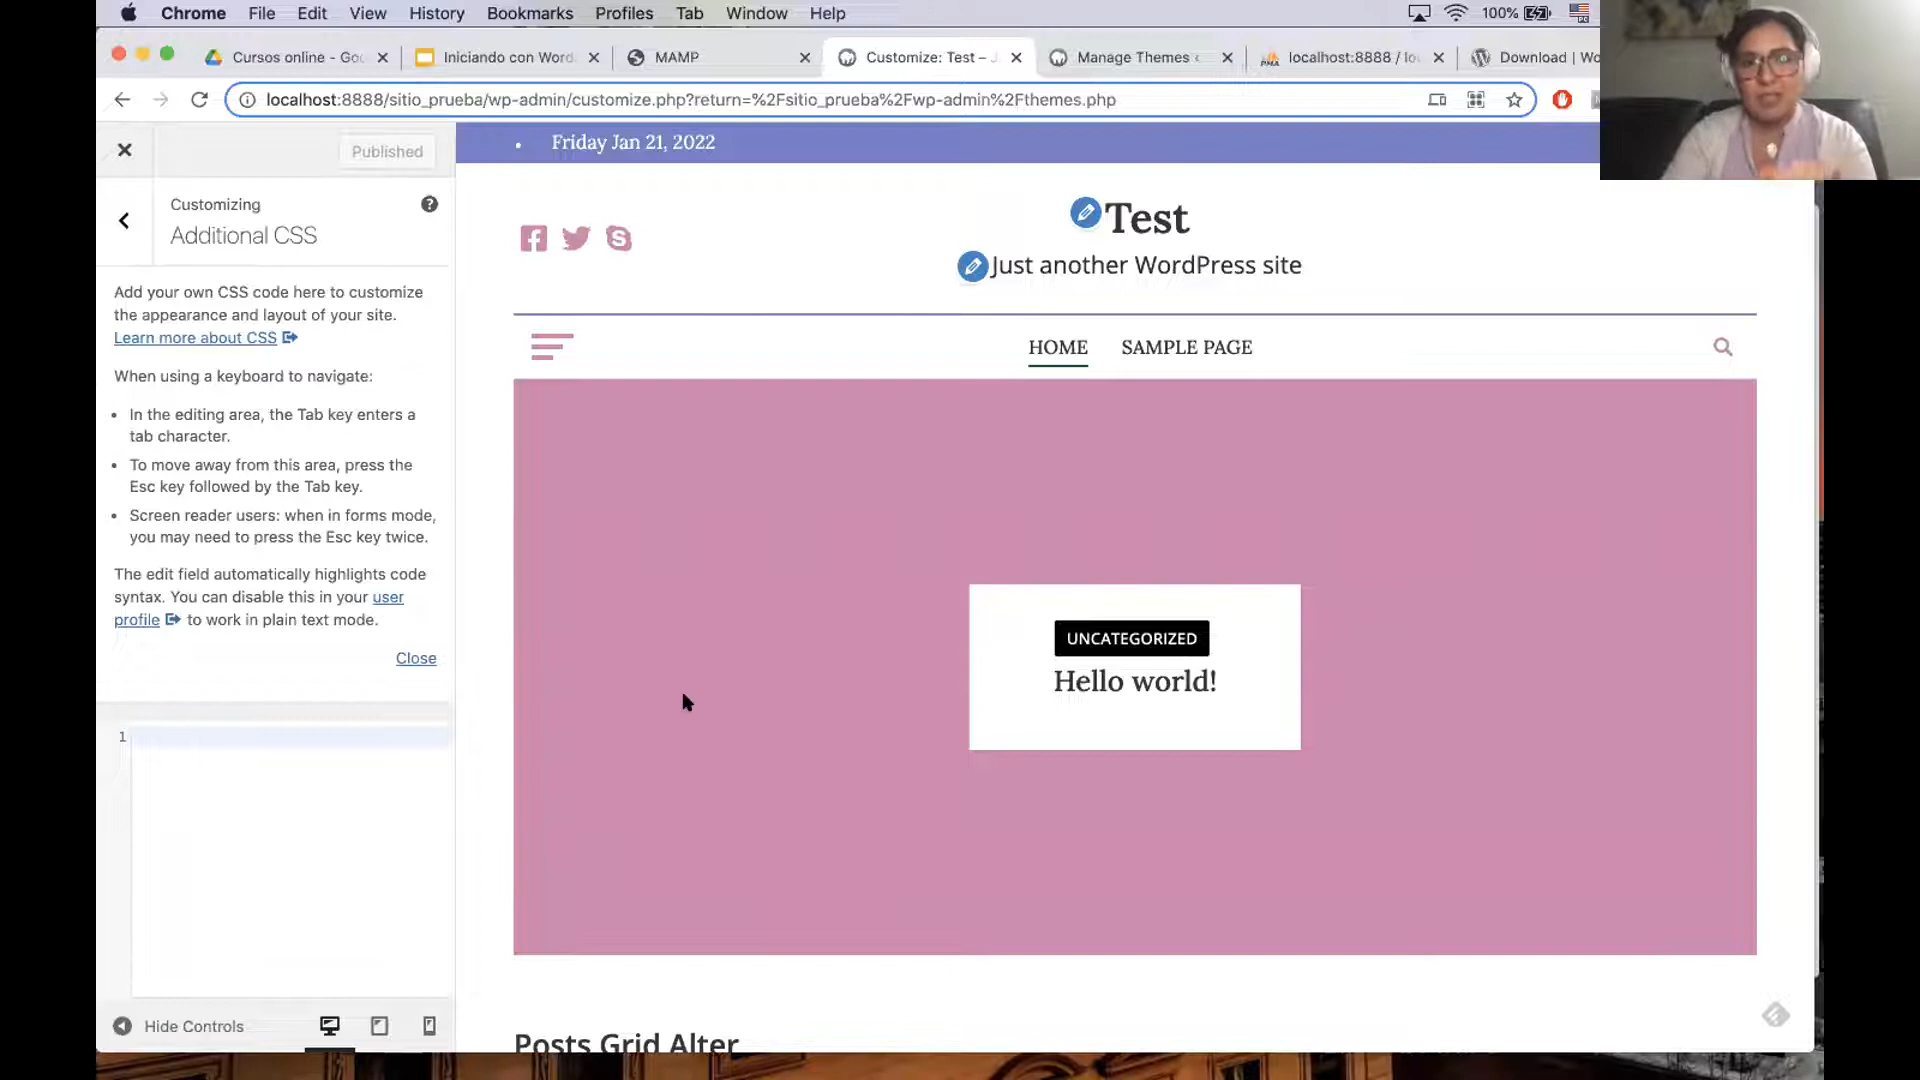 Chrome File Edit View History Bookmarks Profiles Tab Window Help 100%
Cursos online - Goo Iniciando con Word MAMP Customize: Test – J Manage Themes localhost:8888 / lo Download | Wo
localhost:8888/sitio_prueba/wp-admin/customize.php?return=%2Fsitio_prueba%2Fwp-admin%2Fthemes.php
Published
Customizing
Additional CSS
Add your own CSS code here to customize
the appearance and layout of your site.
Learn more about CSS
When using a keyboard to navigate:
• In the editing area, the Tab key enters a
tab character.
• To move away from this area, press the
Esc key followed by the Tab key.
• Screen reader users: when in forms mode,
you may need to press the Esc key twice.
The edit field automatically highlights code
syntax. You can disable this in your user
profile to work in plain text mode.
Close
1
Hide Controls
• Friday Jan 21, 2022
Test
Just another WordPress site
HOME SAMPLE PAGE
UNCATEGORIZED
Hello world!
Posts Grid Alter